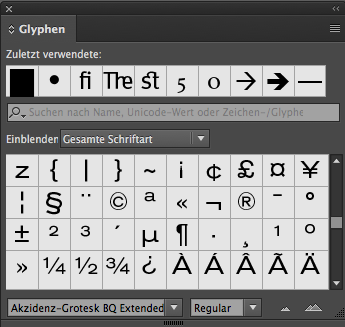 Glyphen
Zuletzt verwendete:
■ • fi The st 5 o → ➔ —
Suchen nach Name, Unicode-Wert oder Zeichen-/Glyphe
Einblenden: Gesamte Schriftart
z { | } ~ ¡ ¢ £ ¤ ¥
¦ § ¨ © ª « ¬ ® ¯ °
± ² ³ ´ µ ¶ · ¸ ¹ º
» ¼ ½ ¾ ¿ À Á Â Ã Ä
Akzidenz-Grotesk BQ Extended Regular